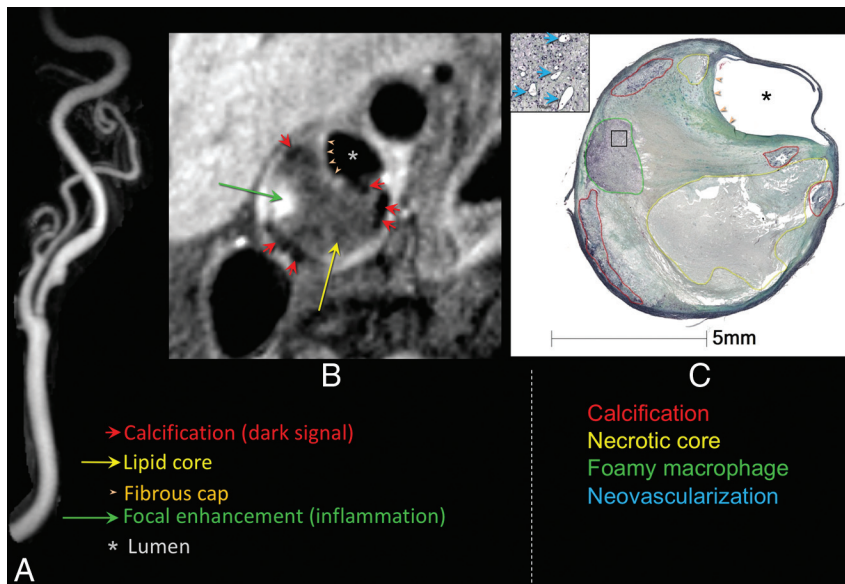 *
*
5mm
B
C
Calcification (dark signal)
Lipid core
Fibrous cap
Focal enhancement (inflammation)
* Lumen
Calcification
Necrotic core
Foamy macrophage
Neovascularization
A